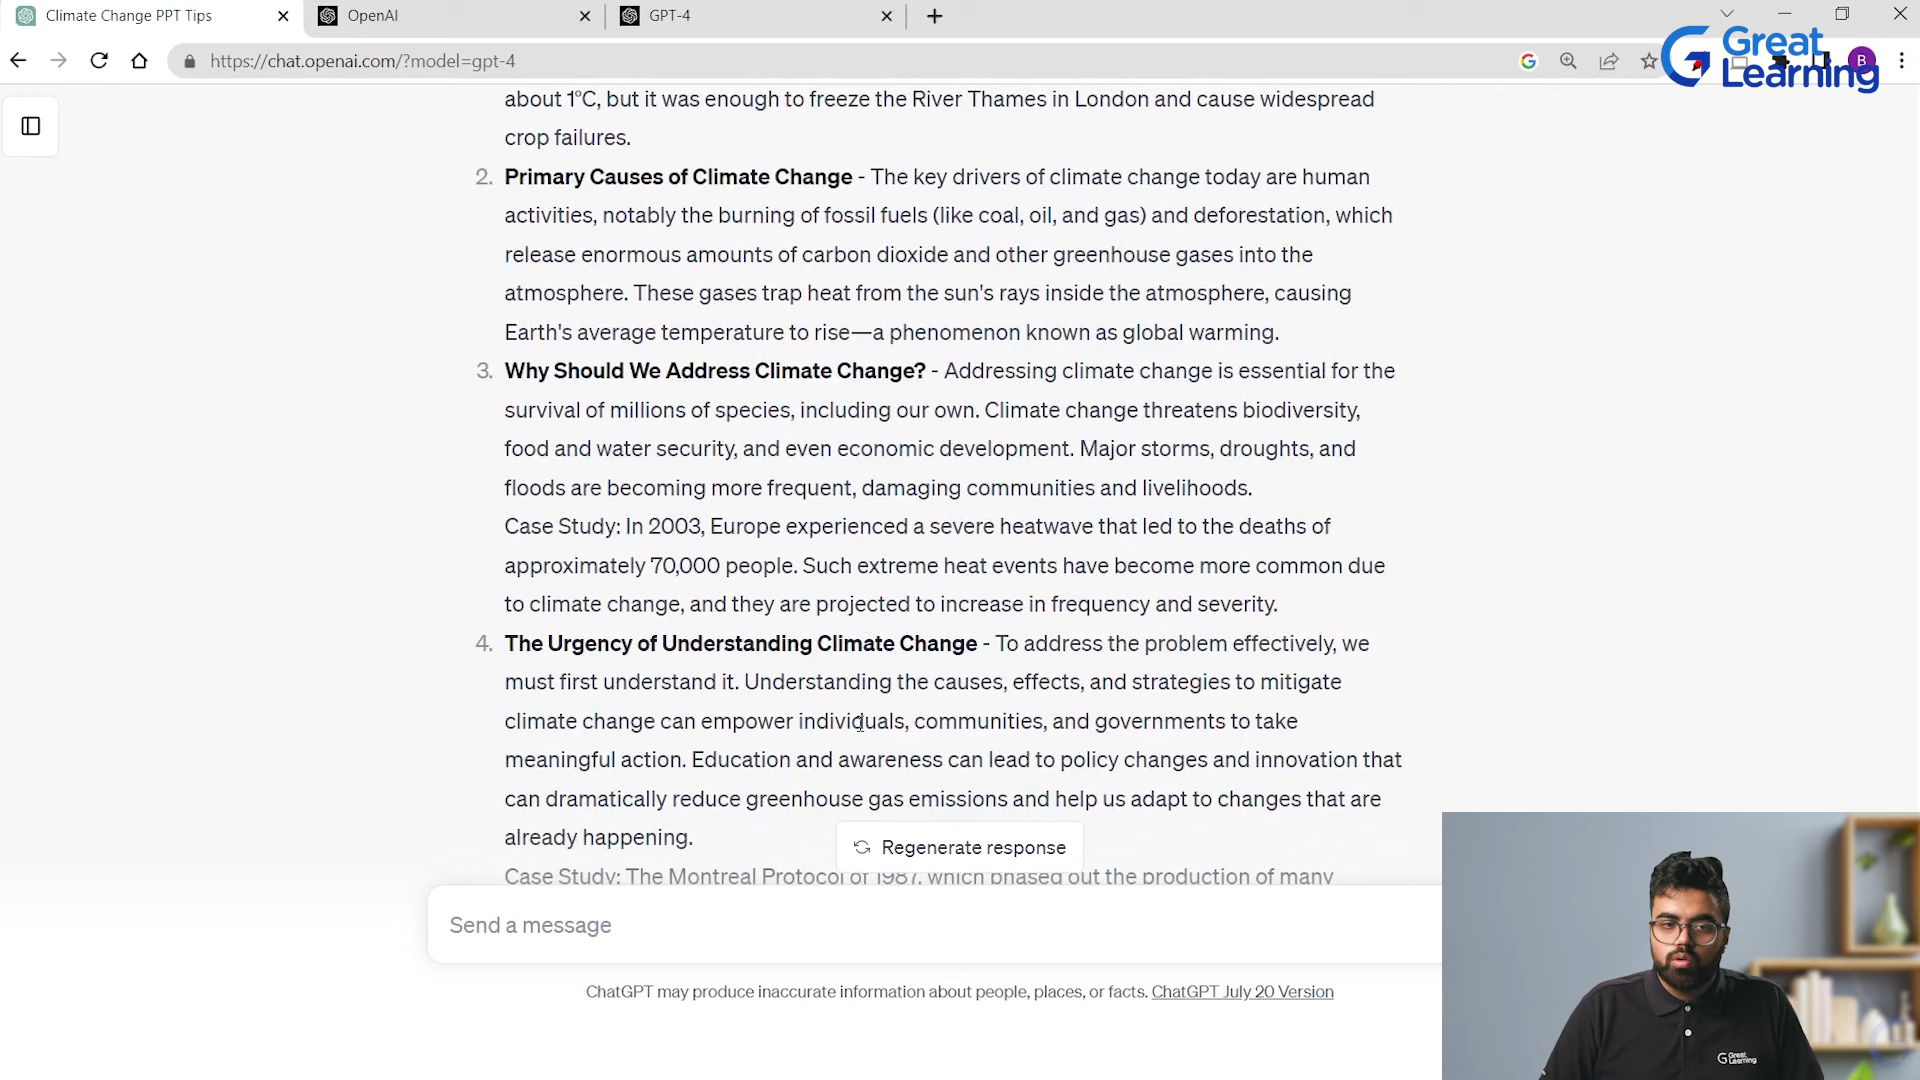 Climate Change PPT Tips
OpenAI
GPT-4
https://chat.openai.com/?model=gpt-4
G
B
Great
Learning
about 1°C, but it was enough to freeze the River Thames in London and cause widespread
crop failures.
2. Primary Causes of Climate Change - The key drivers of climate change today are human
activities, notably the burning of fossil fuels (like coal, oil, and gas) and deforestation, which
release enormous amounts of carbon dioxide and other greenhouse gases into the
atmosphere. These gases trap heat from the sun's rays inside the atmosphere, causing
Earth's average temperature to rise—a phenomenon known as global warming.
3. Why Should We Address Climate Change? - Addressing climate change is essential for the
survival of millions of species, including our own. Climate change threatens biodiversity,
food and water security, and even economic development. Major storms, droughts, and
floods are becoming more frequent, damaging communities and livelihoods.
Case Study: In 2003, Europe experienced a severe heatwave that led to the deaths of
approximately 70,000 people. Such extreme heat events have become more common due
to climate change, and they are projected to increase in frequency and severity.
4. The Urgency of Understanding Climate Change - To address the problem effectively, we
must first understand it. Understanding the causes, effects, and strategies to mitigate
climate change can empower individuals, communities, and governments to take
meaningful action. Education and awareness can lead to policy changes and innovation that
can dramatically reduce greenhouse gas emissions and help us adapt to changes that are
already happening.
Regenerate response
Case Study: The Montreal Protocol of 1987, which phased out the production of many
Send a message
ChatGPT may produce inaccurate information about people, places, or facts. ChatGPT July 20 Version
Great
Learning